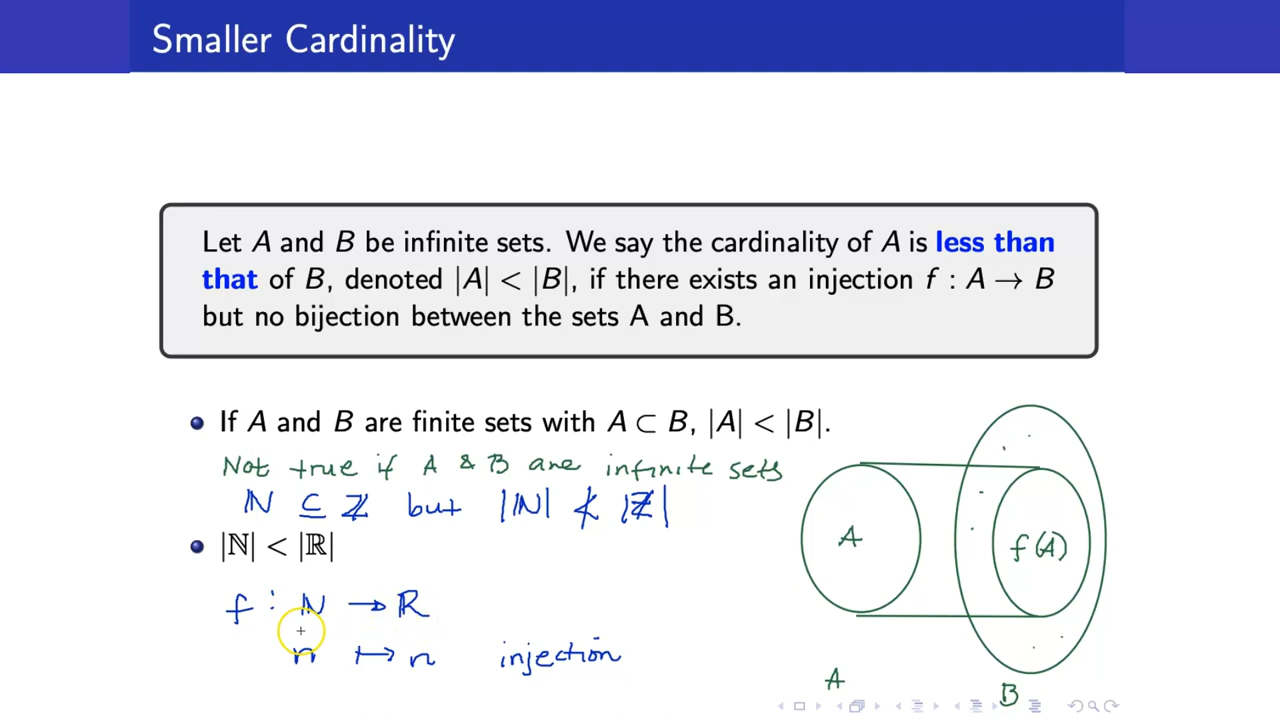 Smaller Cardinality
Let A and B be infinite sets. We say the cardinality of A is less than
that of B, denoted |A| < |B|, if there exists an injection f : A → B
but no bijection between the sets A and B.
If A and B are finite sets with A ⊂ B, |A| < |B|.
Not true if A & B are infinite sets
ℕ ⊆ ℤ but |ℕ| ≮ |ℤ|
|ℕ| < |ℝ|
f : ℕ → ℝ
n ↦ n injection
A
f(A)
A
B